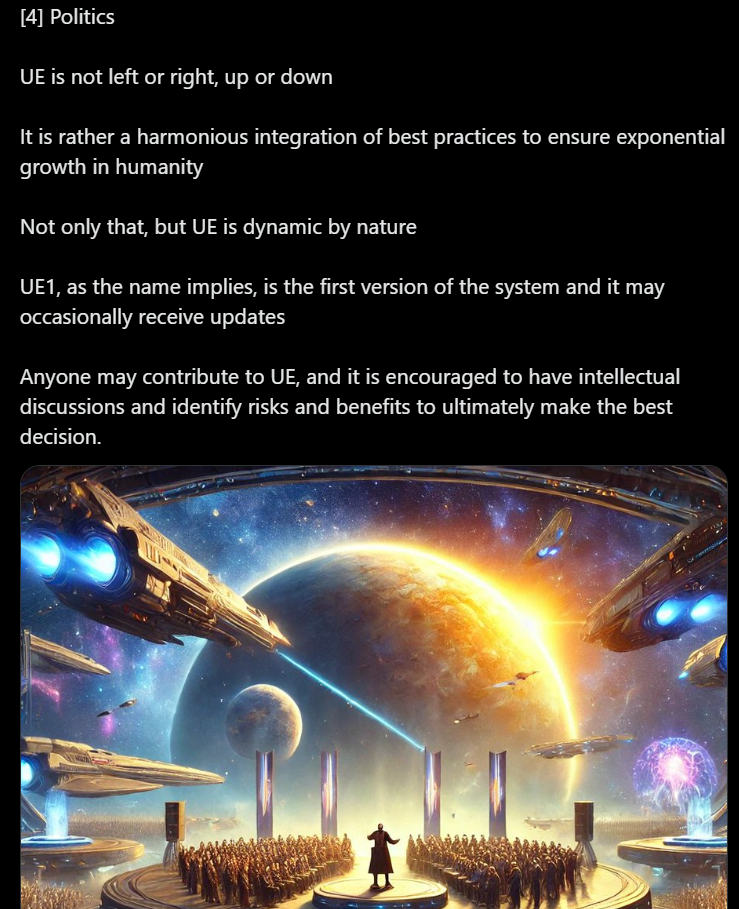 [4] Politics
UE is not left or right, up or down
It is rather a harmonious integration of best practices to ensure exponential
growth in humanity
Not only that, but UE is dynamic by nature
UE1, as the name implies, is the first version of the system and it may
occasionally receive updates
Anyone may contribute to UE, and it is encouraged to have intellectual
discussions and identify risks and benefits to ultimately make the best
decision.